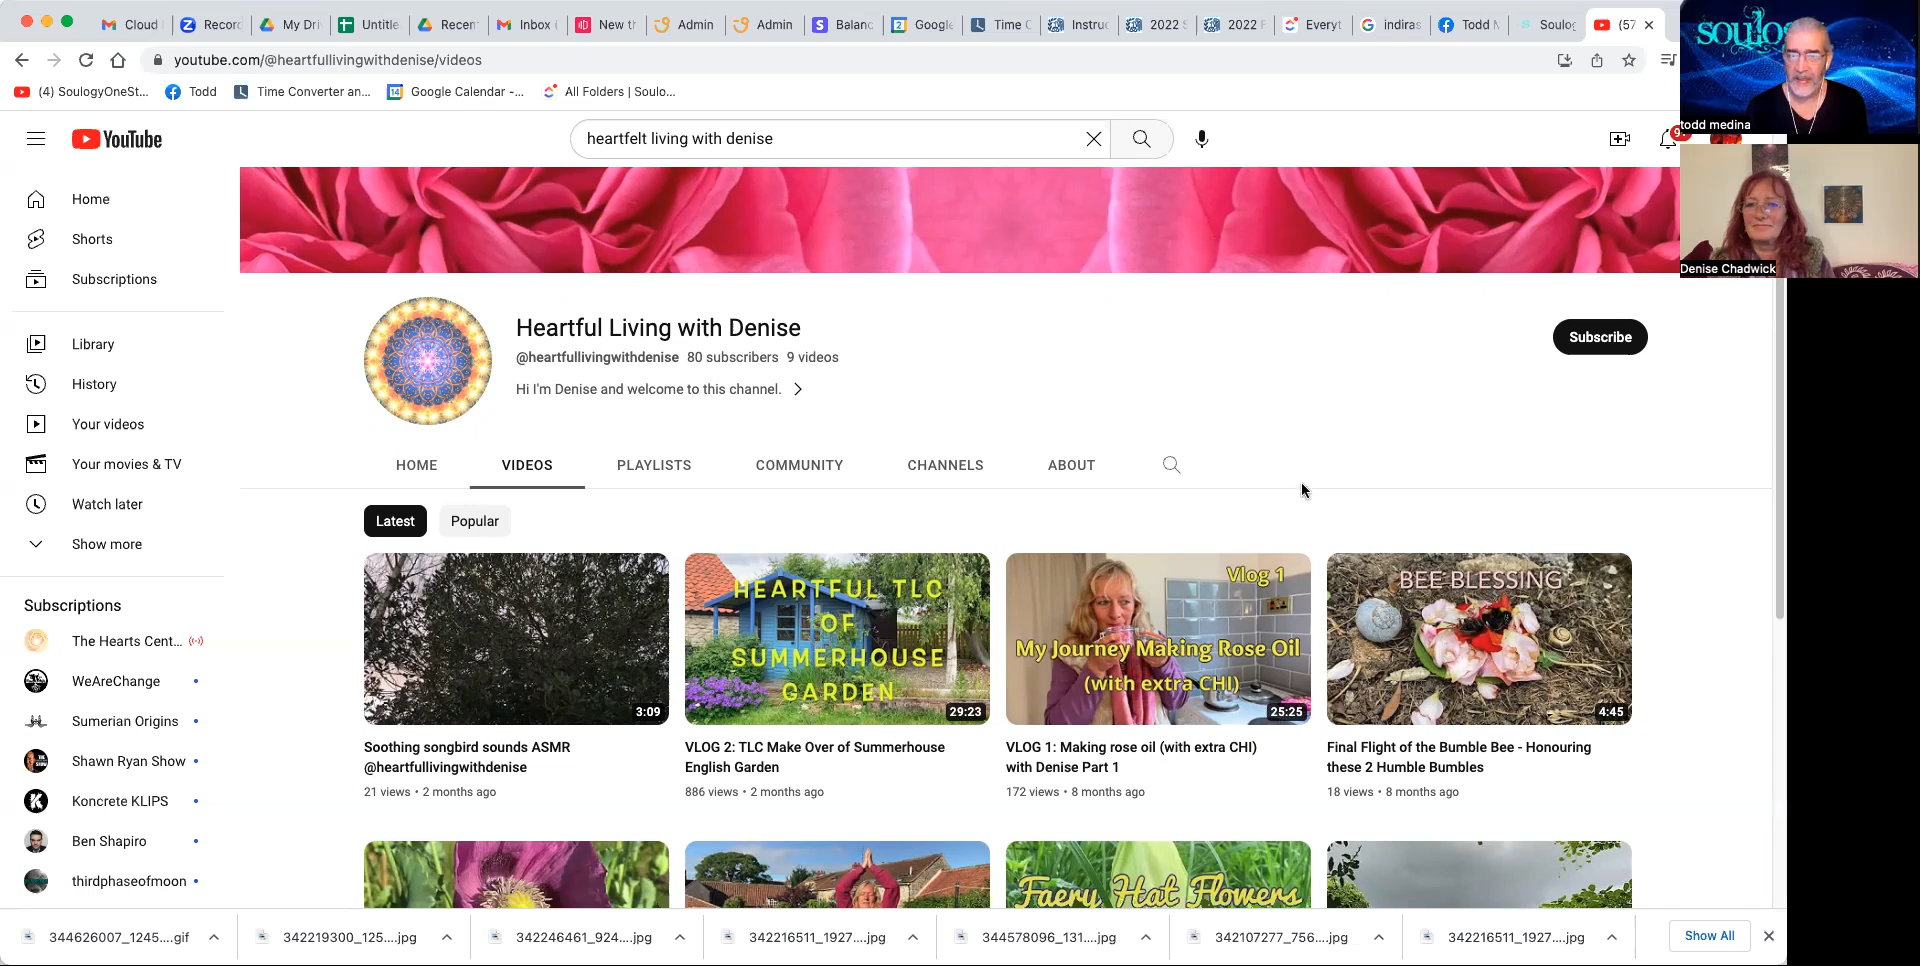 Cloud
Record
My Dri
Untitle
Recen
Inbox
New th
Admin
Admin
Balanc
Google
Time C
Instruc
2022 S
2022 F
Everyt
indiras
Todd M
Soulog
(57
soulos
youtube.com/@heartfullivingwithdenise/videos
(4) SoulogyOneSt...
Todd
Time Converter an...
Google Calendar -...
All Folders | Soulo...
todd medina
YouTube
heartfelt living with denise
Home
Shorts
Subscriptions
Library
History
Your videos
Your movies & TV
Watch later
Show more
Subscriptions
The Hearts Cent...
WeAreChange
Sumerian Origins
Shawn Ryan Show
Koncrete KLIPS
Ben Shapiro
thirdphaseofmoon
Denise Chadwick
Heartful Living with Denise
@heartfullivingwithdenise 80 subscribers 9 videos
Hi I'm Denise and welcome to this channel.
Subscribe
HOME
VIDEOS
PLAYLISTS
COMMUNITY
CHANNELS
ABOUT
Latest
Popular
3:09
Soothing songbird sounds ASMR
@heartfullivingwithdenise
21 views • 2 months ago
HEARTFUL TLC
OF
SUMMERHOUSE
GARDEN
29:23
VLOG 2: TLC Make Over of Summerhouse
English Garden
886 views • 2 months ago
Vlog 1
My Journey Making Rose Oil
(with extra CHI)
25:25
VLOG 1: Making rose oil (with extra CHI)
with Denise Part 1
172 views • 8 months ago
BEE BLESSING
4:45
Final Flight of the Bumble Bee - Honouring
these 2 Humble Bumbles
18 views • 8 months ago
Faery Hat Flowers
344626007_1245....gif
342219300_125....jpg
342246461_924....jpg
342216511_1927....jpg
344578096_131....jpg
342107277_756....jpg
342216511_1927....jpg
Show All